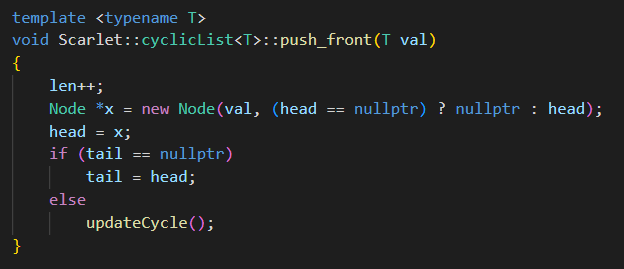 template <typename T>
void Scarlet::cyclicList<T>::push_front(T val)
{
    len++;
    Node *x = new Node(val, (head == nullptr) ? nullptr : head);
    head = x;
    if (tail == nullptr)
        tail = head;
    else
        updateCycle();
}